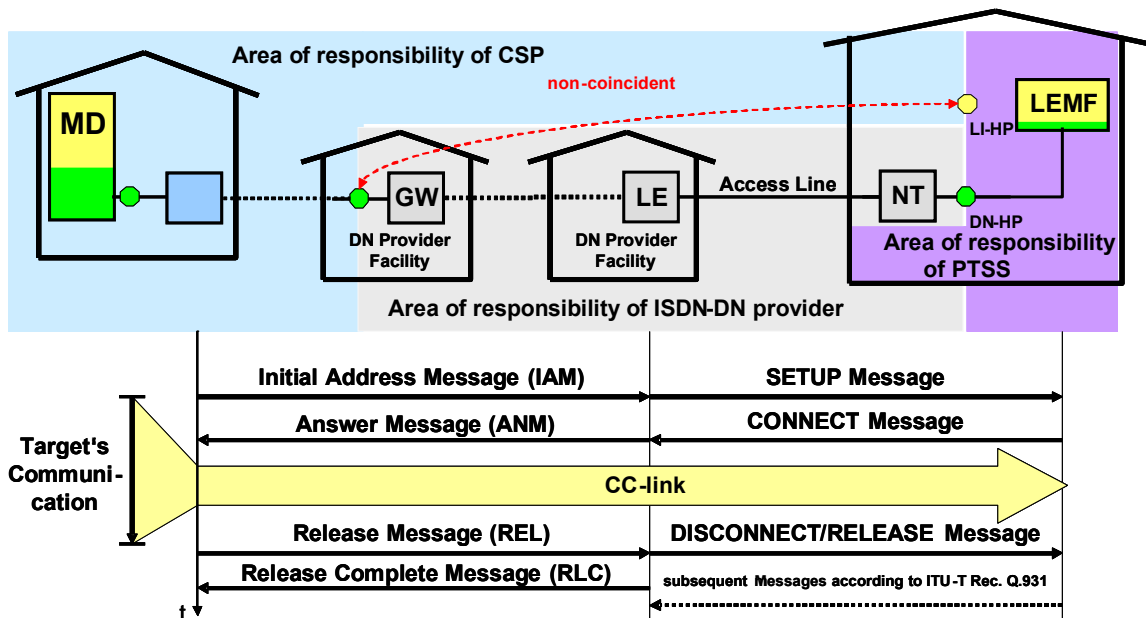 Area of responsibility of CSP
non-coincident
MD
LEMF
LI-HP
GW
LE
Access Line
NT
DN-HP
DN Provider
Facility
DN Provider
Facility
Area of responsibility
of PTSS
Area of responsibility of ISDN-DN provider
Initial Address Message (IAM)
SETUP Message
Answer Message (ANM)
CONNECT Message
Target's
Communi-
cation
CC-link
Release Message (REL)
DISCONNECT/RELEASE Message
Release Complete Message (RLC)
subsequent Messages according to ITU-T Rec. Q.931
t